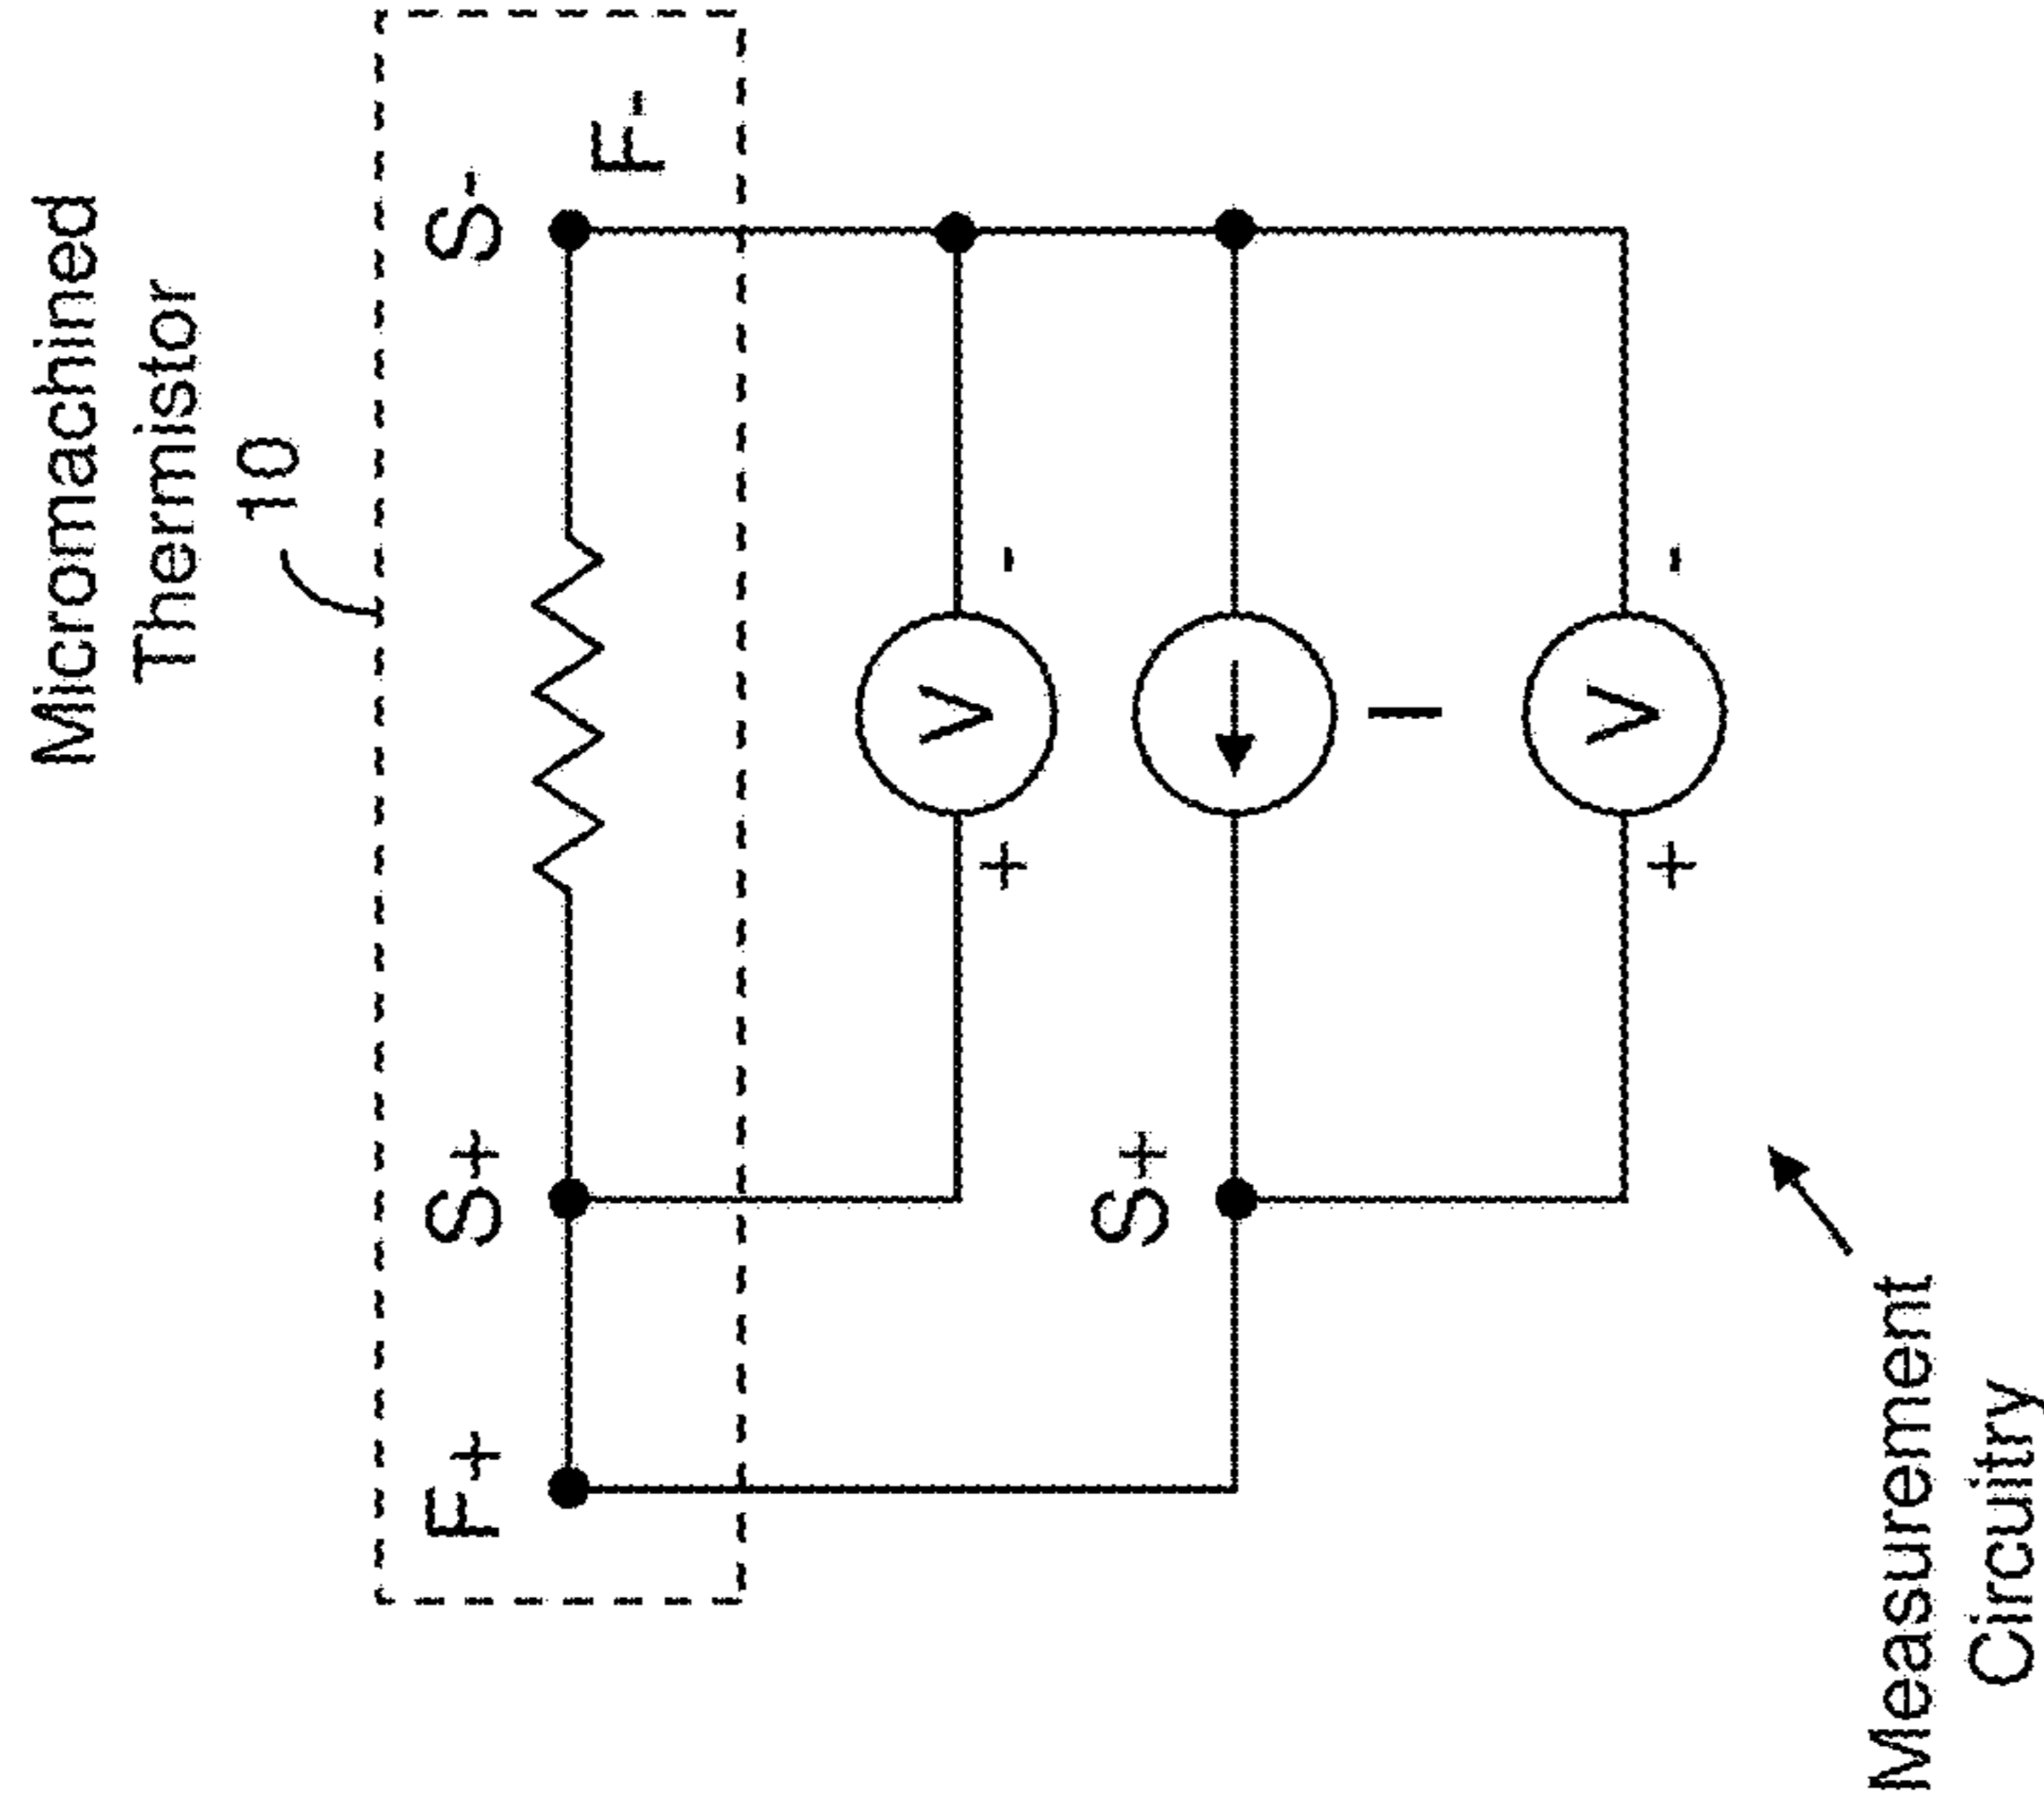 Micromachined
Thermistor
10
F+
S+
S-
F-
V
+
-
S+
I
V
+
-
Measurement
Circuitry